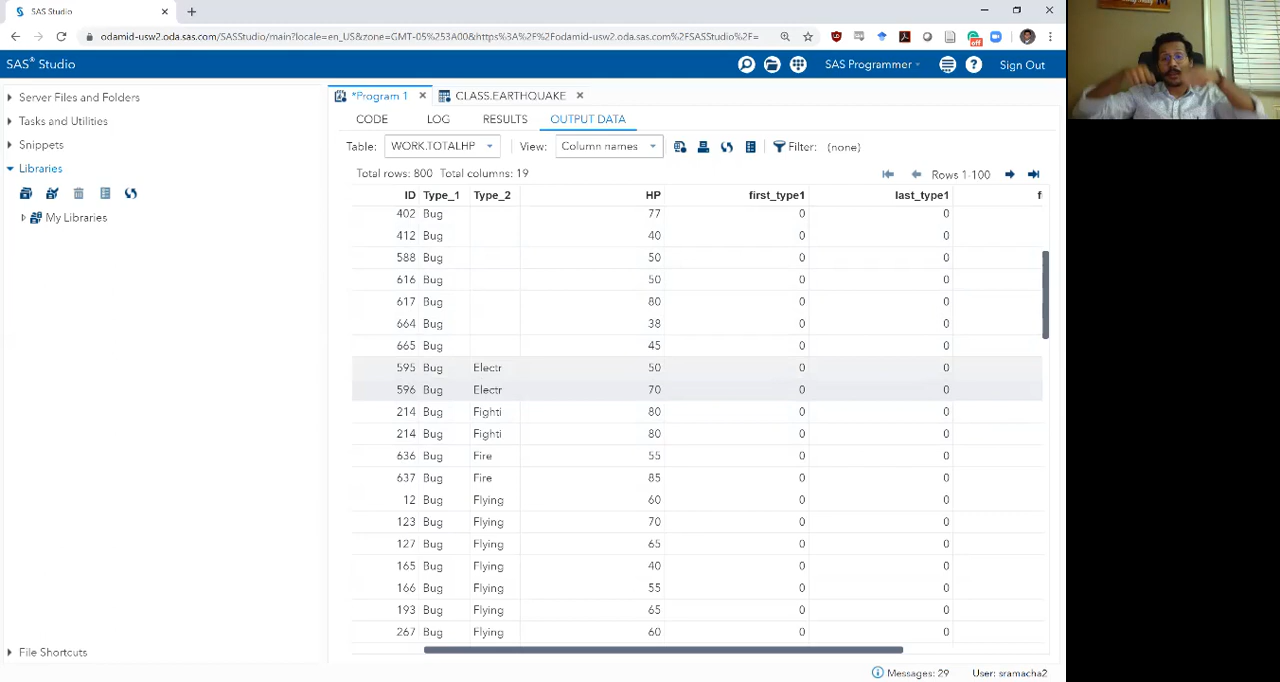 SAS Studio
odamid-usw2.oda.sas.com/SASStudio/main?locale=en_US&zone=GMT-05%253A00&https%3A%2F%2Fodamid-usw2.oda.sas.com%2FSASStudio%2F=
SAS® Studio
SAS Programmer
Sign Out
Server Files and Folders
Tasks and Utilities
Snippets
Libraries
My Libraries
File Shortcuts
*Program 1
CLASS.EARTHQUAKE
CODE LOG RESULTS OUTPUT DATA
Table: WORK.TOTALHP View: Column names Filter: (none)
Total rows: 800 Total columns: 19 Rows 1-100
ID Type_1 Type_2 HP first_type1 last_type1 f
402 Bug 77 0 0
412 Bug 40 0 0
588 Bug 50 0 0
616 Bug 50 0 0
617 Bug 80 0 0
664 Bug 38 0 0
665 Bug 45 0 0
595 Bug Electr 50 0 0
596 Bug Electr 70 0 0
214 Bug Fighti 80 0 0
214 Bug Fighti 80 0 0
636 Bug Fire 55 0 0
637 Bug Fire 85 0 0
12 Bug Flying 60 0 0
123 Bug Flying 70 0 0
127 Bug Flying 65 0 0
165 Bug Flying 40 0 0
166 Bug Flying 55 0 0
193 Bug Flying 65 0 0
267 Bug Flying 60 0 0
Messages: 29 User: sramacha2